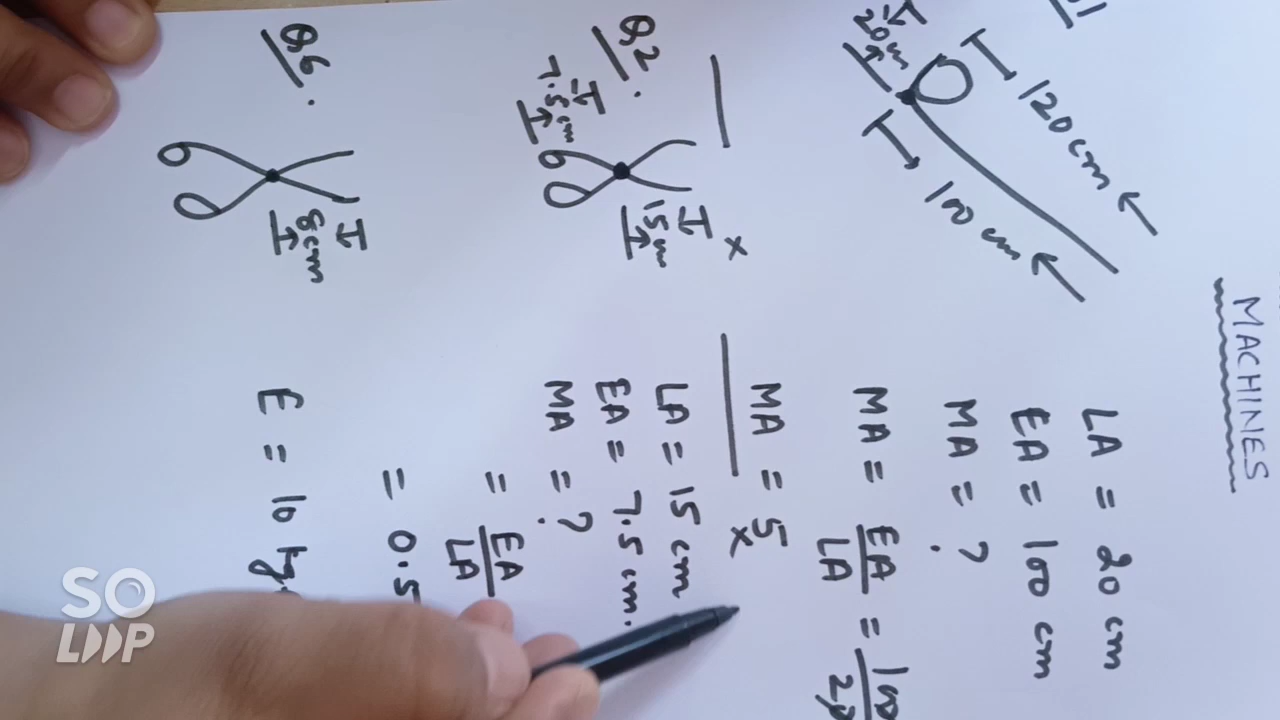 MACHINES
Q1
120 cm
20 cm
100 cm
LA = 20 cm
EA = 100 cm
MA = ?
MA = EA/LA = 100/20
MA = 5
x
x
Q2.
7.5 cm
15 cm
LA = 15 cm
EA = 7.5 cm.
MA = ?
= EA/LA
= 0.5
Q6.
8 cm
E = 10 kg
SO
LOOP